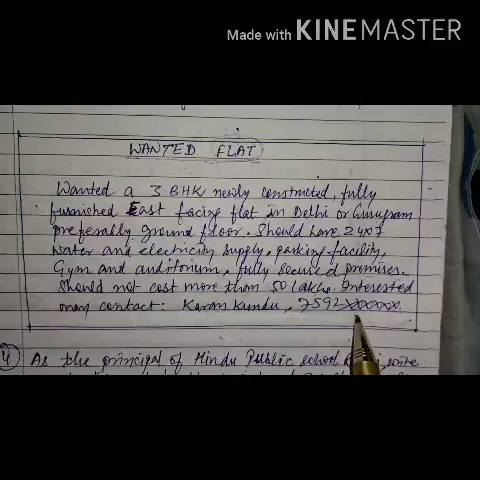 Made with KINEMASTER
WANTED FLAT
Wanted a 3 BHK newly constructed, fully
furnished East facing flat in Delhi or Gurugram
preferably ground floor. Should have 24x7
water and electricity supply, parking facility,
Gym and auditorium, fully secured premises.
Should not cost more than 50 lakhs. Interested
may contact: Karan Kundu, 7592xxxxxx.
4) As the principal of Hindu Public school, write